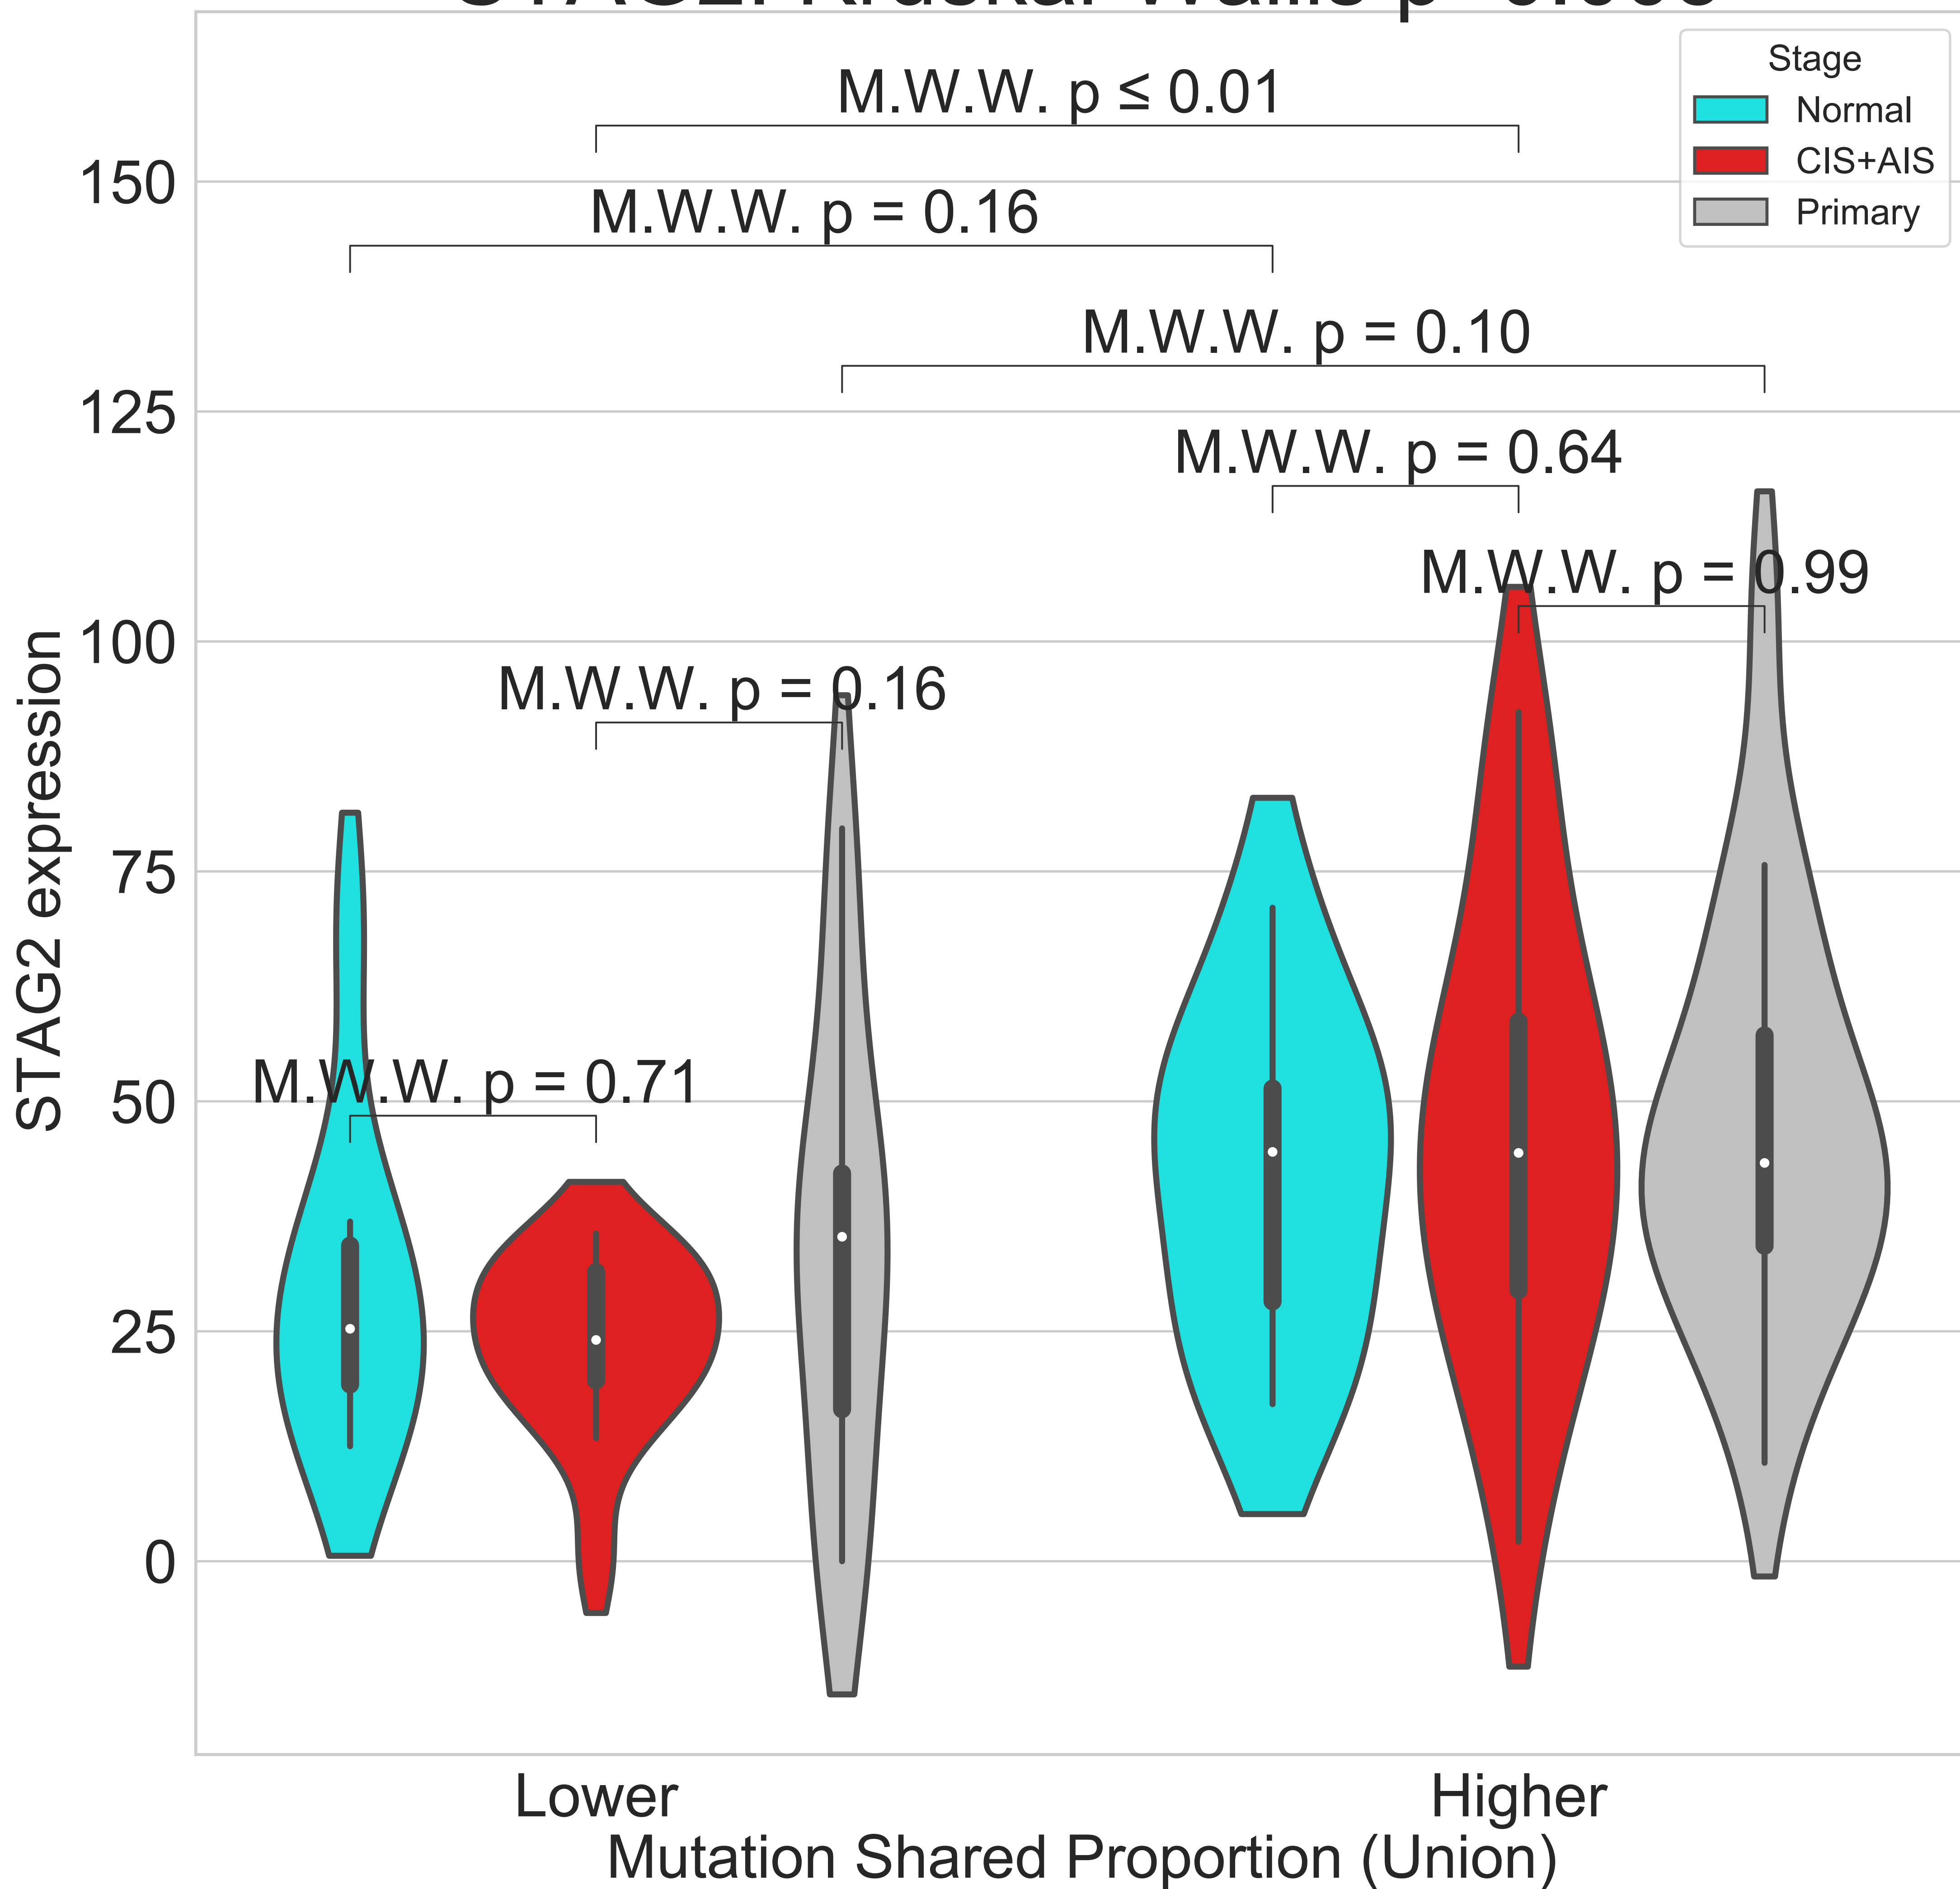 M.W.W. p ≤ 0.01
Stage
Normal
CIS+AIS
Primary
M.W.W. p = 0.16
M.W.W. p = 0.10
M.W.W. p = 0.64
M.W.W. p = 0.99
M.W.W. p = 0.16
M.W.W. p = 0.71
150
125
100
75
50
25
0
STAG2 expression
Lower
Higher
Mutation Shared Proportion (Union)